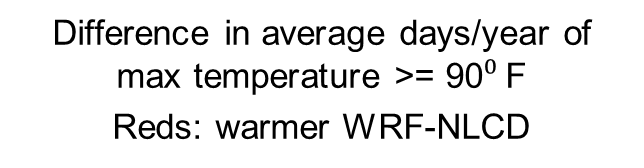 Difference in average days/year of
max temperature >= 90⁰ F
Reds: warmer WRF-NLCD